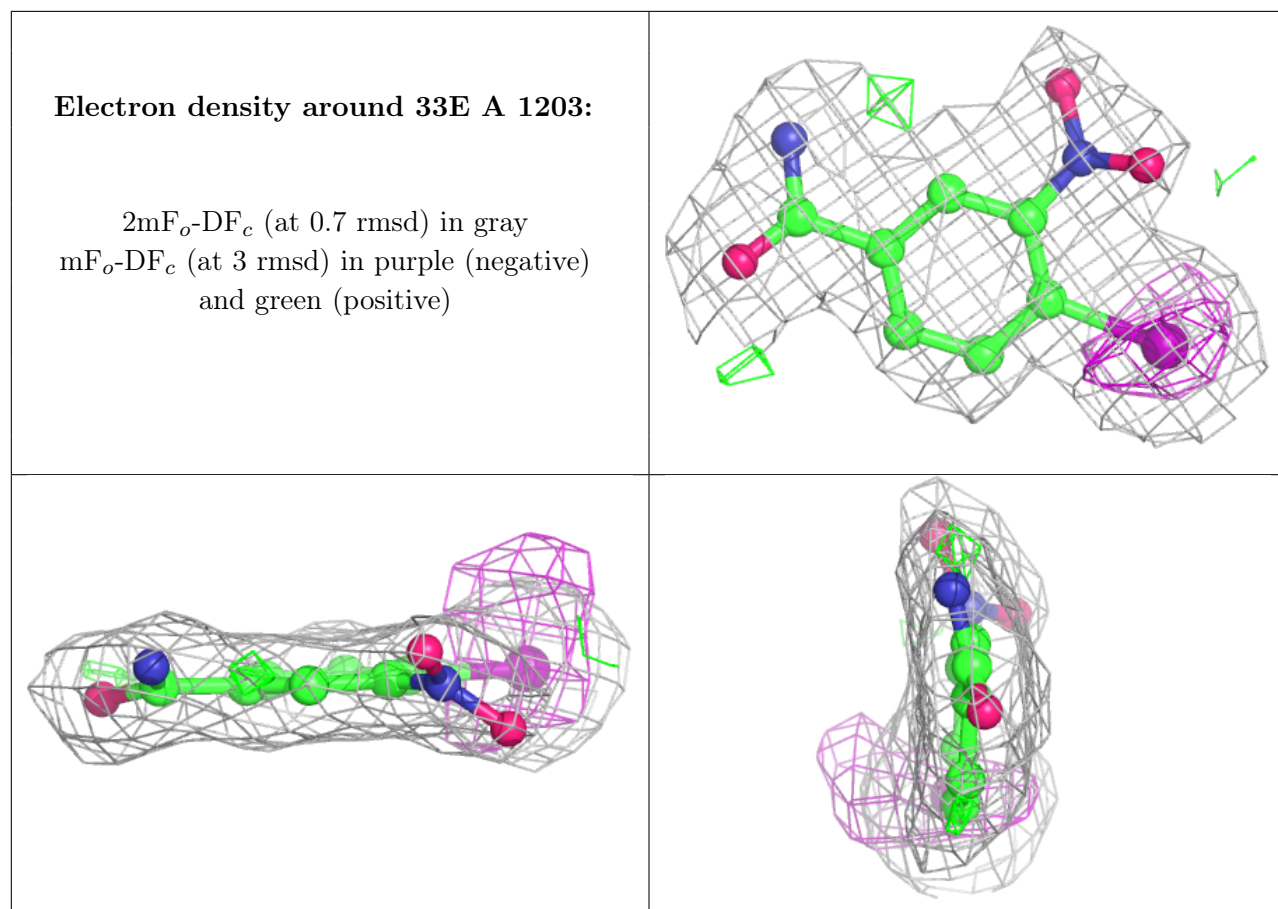 Electron density around 33E A 1203:
2mFo-DFc (at 0.7 rmsd) in gray
mFo-DFc (at 3 rmsd) in purple (negative)
and green (positive)